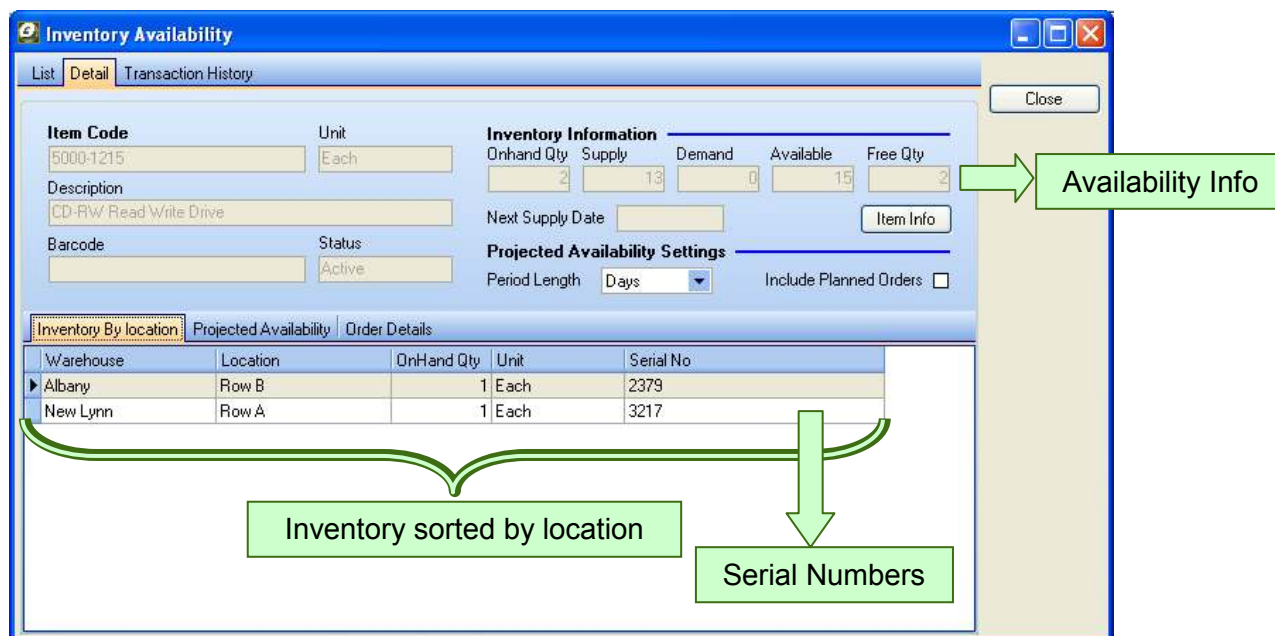 Inventory Availability
List Detail Transaction History
Close
Item Code Unit Inventory Information
Onhand Qty Supply Demand Available Free Qty
5000-1215 Each 2 13 0 15 2
Availability Info
Description
CD-RW Read Write Drive Next Supply Date Item Info
Barcode Status Projected Availability Settings
Active Period Length Days Include Planned Orders
Inventory By location Projected Availability Order Details
Warehouse Location OnHand Qty Unit Serial No
Albany Row B 1 Each 2379
New Lynn Row A 1 Each 3217
Inventory sorted by location
Serial Numbers